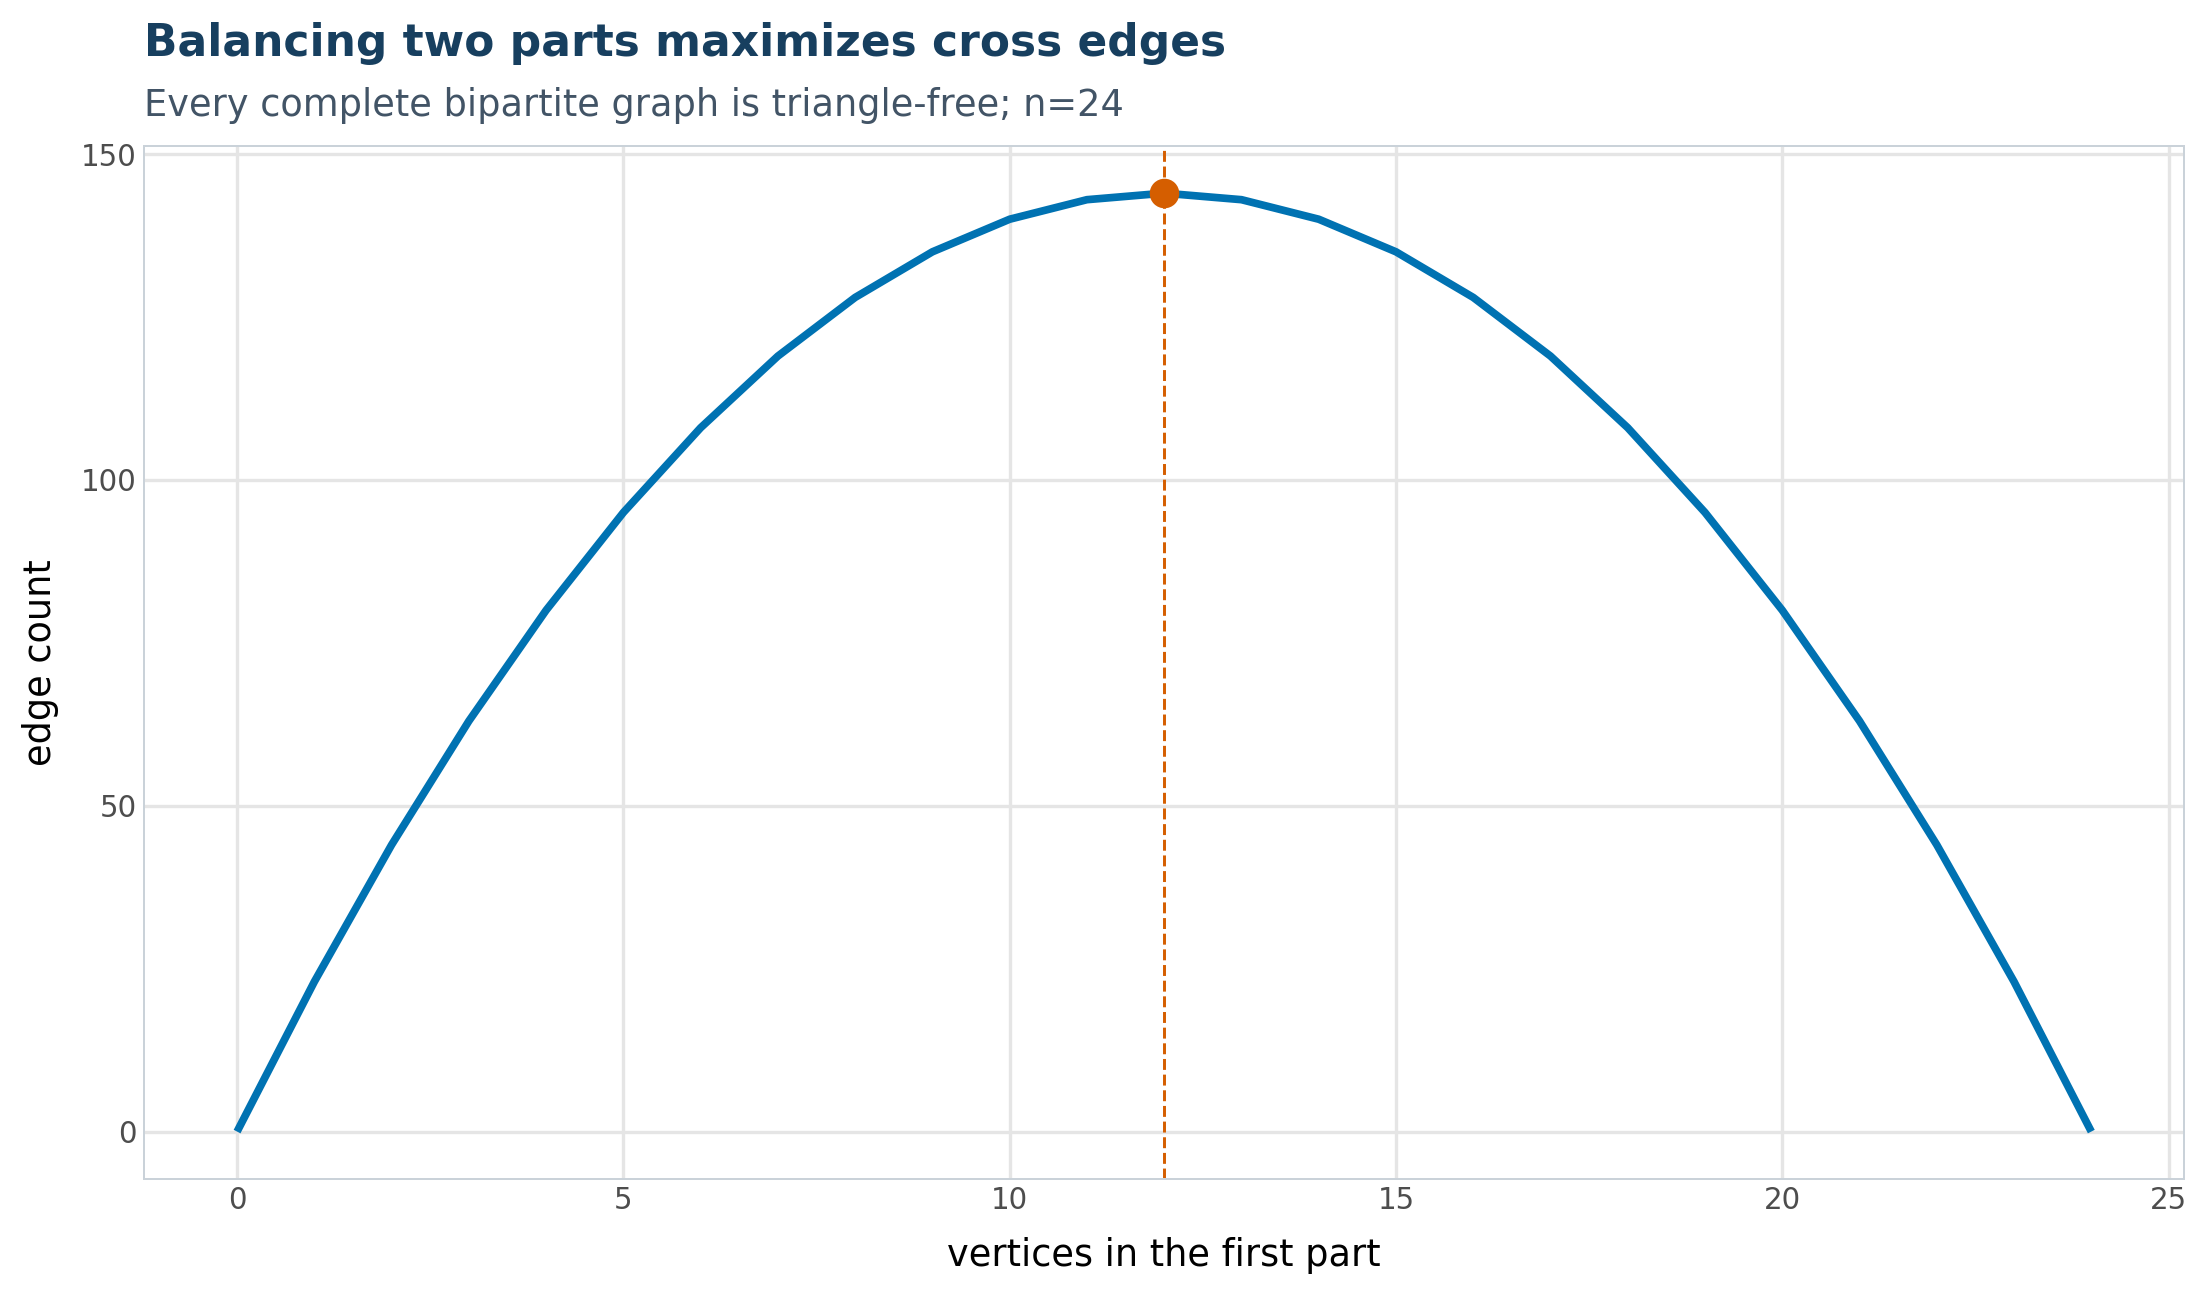 Balancing two parts maximizes cross edges
Every complete bipartite graph is triangle-free; n=24
150
100
50
0
edge count
0 5 10 15 20 25
vertices in the first part